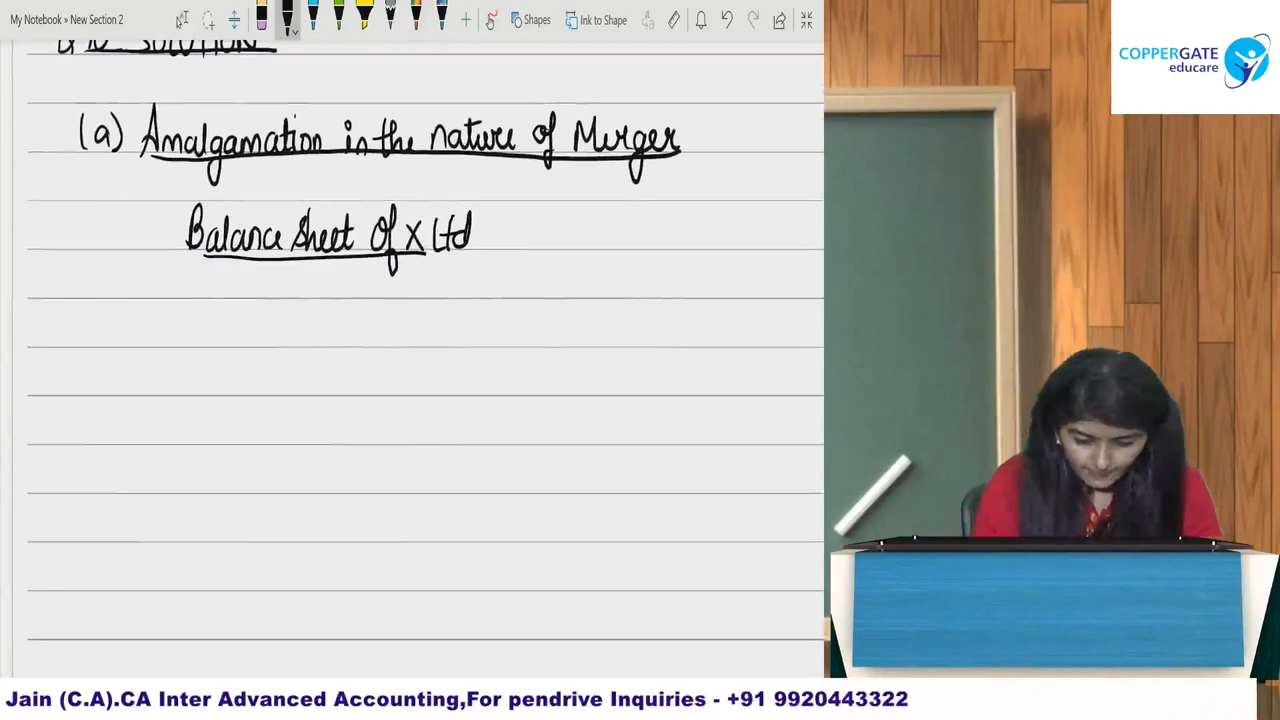 My Notebook » New Section 2
Shapes
Ink to Shape
COPPERGATE
educare
SOLUTION
(a) Amalgamation in the nature of Merger
Balance Sheet Of X Ltd
Jain (C.A).CA Inter Advanced Accounting,For pendrive Inquiries - +91 9920443322